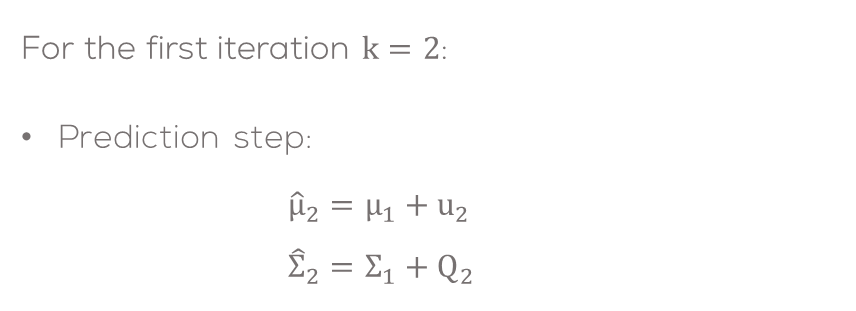 For the first iteration k = 2:
• Prediction step:
μ̂₂ = μ₁ + u₂
Σ̂₂ = Σ₁ + Q₂